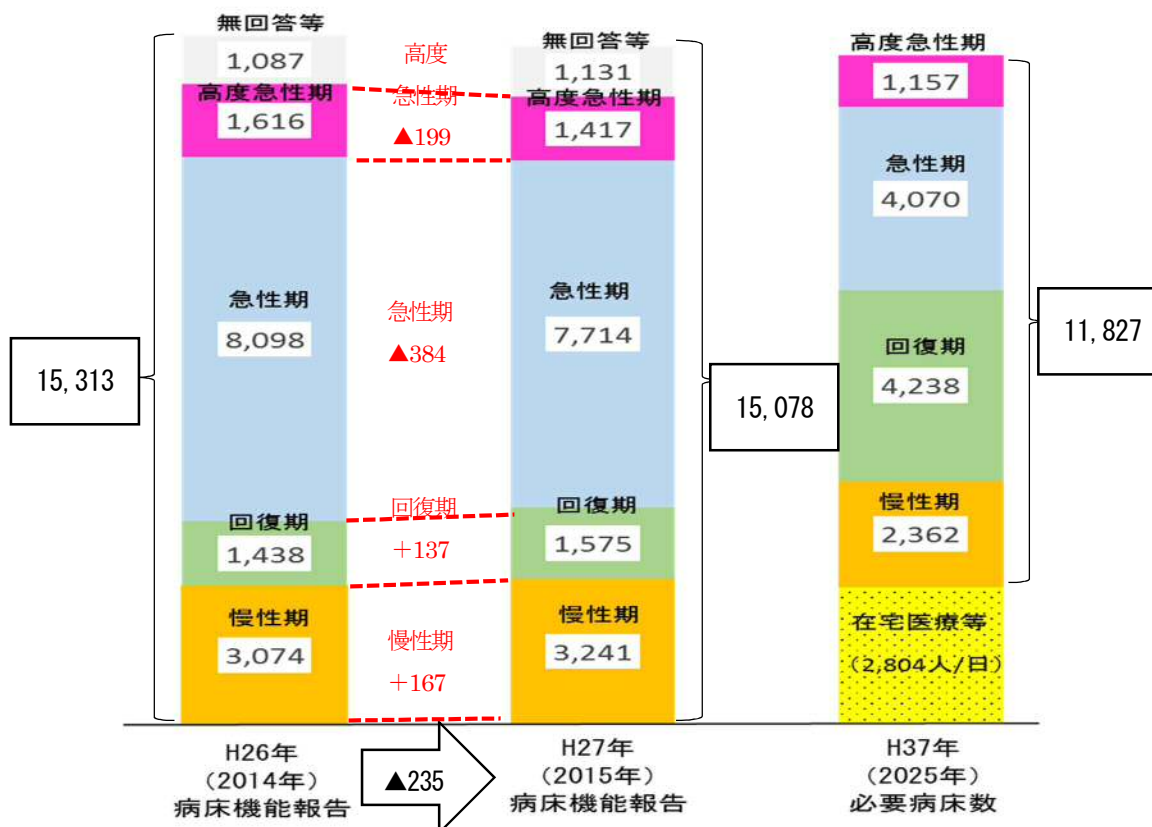 無回答等
1,087
高度急性期
1,616
急性期
8,098
回復期
1,438
慢性期
3,074
15,313
H26年
（2014年）
病床機能報告
高度
急性期
▲199
急性期
▲384
回復期
＋137
慢性期
＋167
▲235
無回答等
1,131
高度急性期
1,417
急性期
7,714
回復期
1,575
慢性期
3,241
15,078
H27年
（2015年）
病床機能報告
高度急性期
1,157
急性期
4,070
回復期
4,238
慢性期
2,362
在宅医療等
（2,804人/日）
11,827
H37年
（2025年）
必要病床数